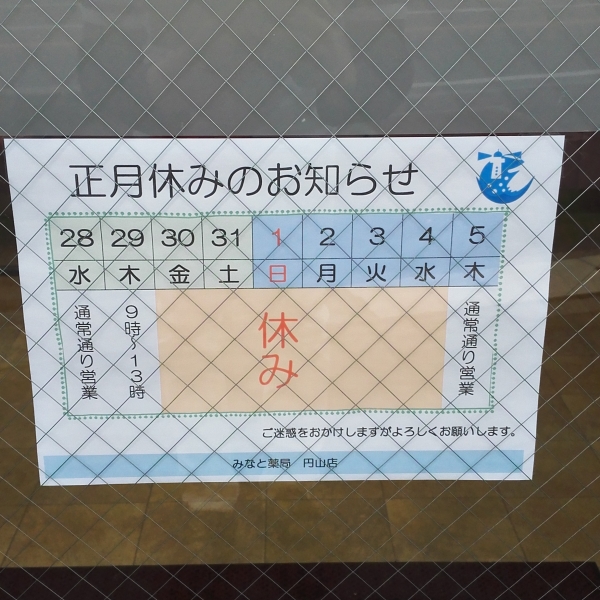 正月休みのお知らせ
28 29 30 31 1 2 3 4 5
水 木 金 土 日 月 火 水 木
通常通り営業
9時～13時
休み
通常通り営業
ご迷惑をおかけしますがよろしくお願いします。
みなと薬局 円山店